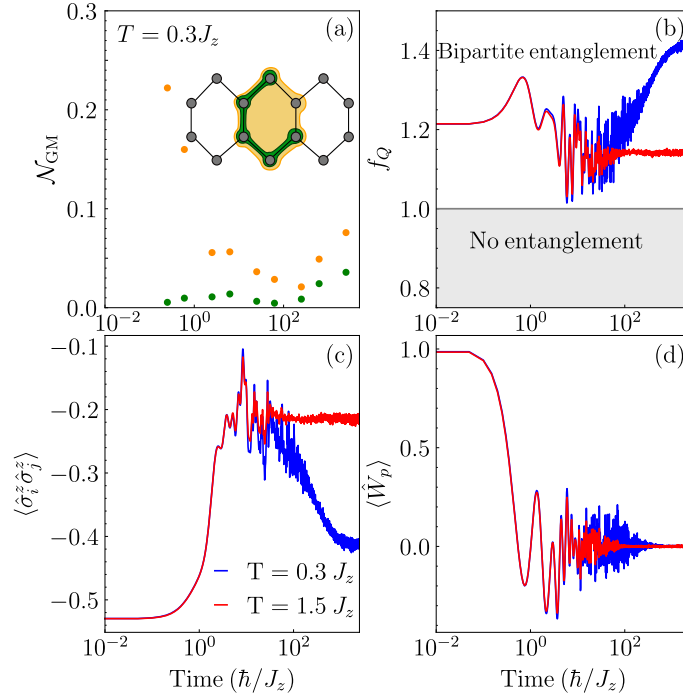 T = 0.3J_z
(a)
𝒩_GM
0.3
0.2
0.1
0.0
10^−2
10^0
10^2
(b)
Bipartite entanglement
f_Q
1.4
1.2
1.0
0.8
No entanglement
10^−2
10^0
10^2
(c)
⟨σ̂_i^z σ̂_j^z⟩
−0.1
−0.2
−0.3
−0.4
−0.5
T = 0.3 J_z
T = 1.5 J_z
10^−2
10^0
10^2
Time (ℏ/J_z)
(d)
⟨Ŵ_p⟩
1.0
0.5
0.0
10^−2
10^0
10^2
Time (ℏ/J_z)